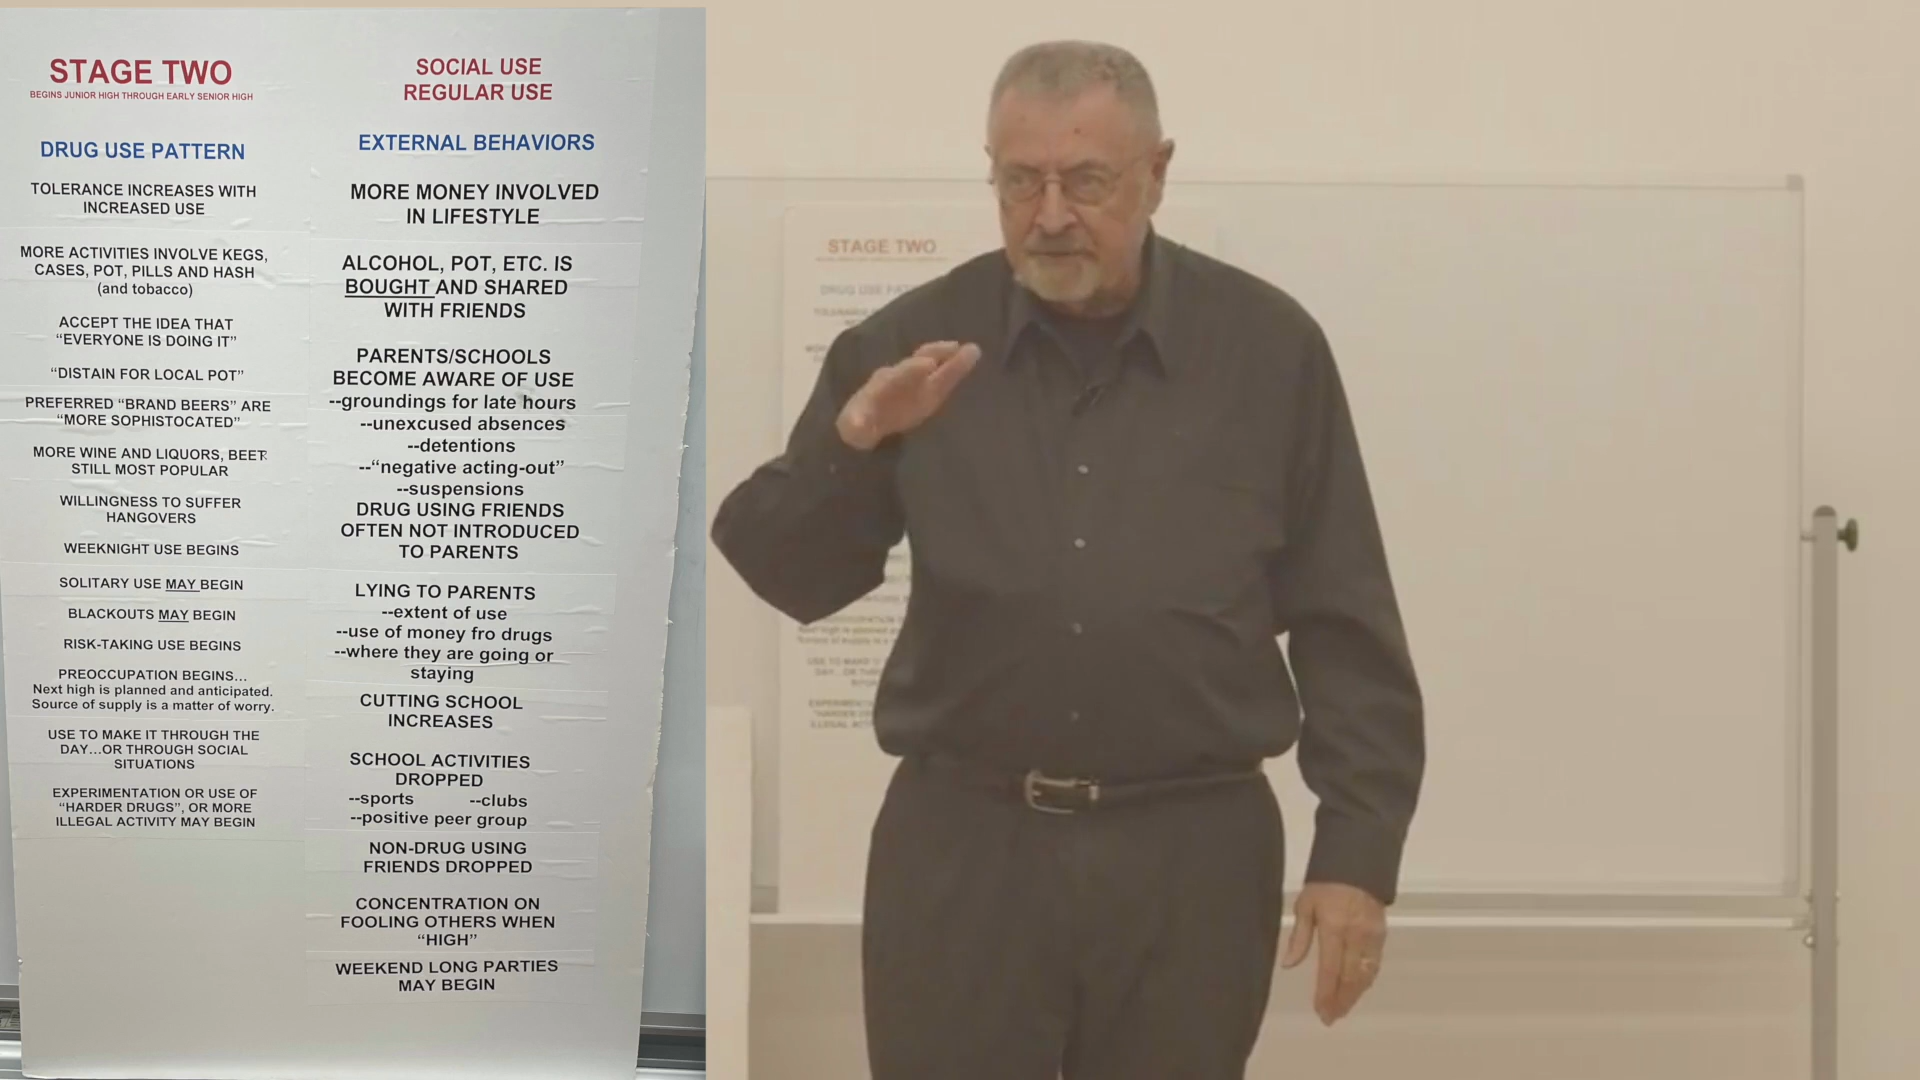 STAGE TWO
BEGINS JUNIOR HIGH THROUGH EARLY SENIOR HIGH
DRUG USE PATTERN
TOLERANCE INCREASES WITH
INCREASED USE
MORE ACTIVITIES INVOLVE KEGS,
CASES, POT, PILLS AND HASH
(and tobacco)
ACCEPT THE IDEA THAT
“EVERYONE IS DOING IT”
“DISTAIN FOR LOCAL POT”
PREFERRED “BRAND BEERS” ARE
“MORE SOPHISTOCATED”
MORE WINE AND LIQUORS, BEER
STILL MOST POPULAR
WILLINGNESS TO SUFFER
HANGOVERS
WEEKNIGHT USE BEGINS
SOLITARY USE MAY BEGIN
BLACKOUTS MAY BEGIN
RISK-TAKING USE BEGINS
PREOCCUPATION BEGINS...
Next high is planned and anticipated.
Source of supply is a matter of worry.
USE TO MAKE IT THROUGH THE
DAY...OR THROUGH SOCIAL
SITUATIONS
EXPERIMENTATION OR USE OF
“HARDER DRUGS”, OR MORE
ILLEGAL ACTIVITY MAY BEGIN
SOCIAL USE
REGULAR USE
EXTERNAL BEHAVIORS
MORE MONEY INVOLVED
IN LIFESTYLE
ALCOHOL, POT, ETC. IS
BOUGHT AND SHARED
WITH FRIENDS
PARENTS/SCHOOLS
BECOME AWARE OF USE
--groundings for late hours
--unexcused absences
--detentions
--“negative acting-out”
--suspensions
DRUG USING FRIENDS
OFTEN NOT INTRODUCED
TO PARENTS
LYING TO PARENTS
--extent of use
--use of money fro drugs
--where they are going or
staying
CUTTING SCHOOL
INCREASES
SCHOOL ACTIVITIES
DROPPED
--sports --clubs
--positive peer group
NON-DRUG USING
FRIENDS DROPPED
CONCENTRATION ON
FOOLING OTHERS WHEN
“HIGH”
WEEKEND LONG PARTIES
MAY BEGIN
STAGE TWO
DRUG USE